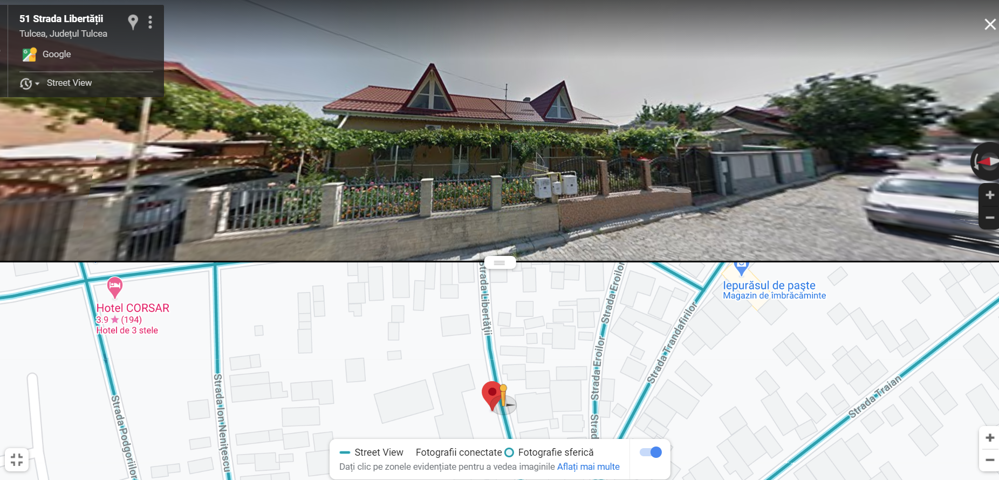 51 Strada Libertății
Tulcea, Județul Tulcea
Google
Street View
Hotel CORSAR
3.9 ★ (194)
Hotel de 3 stele
Strada Libertății
Strada Eroilor
Strada Eroilor
Strada Trandafirilor
Iepurăsul de paşte
Magazin de îmbrăcăminte
Strada Podgoriilor
Strada Ion Nenițescu
Strad
Strada Traian
Street View Fotografii conectate Fotografie sferică
Dați clic pe zonele evidențiate pentru a vedea imaginile Aflați mai multe